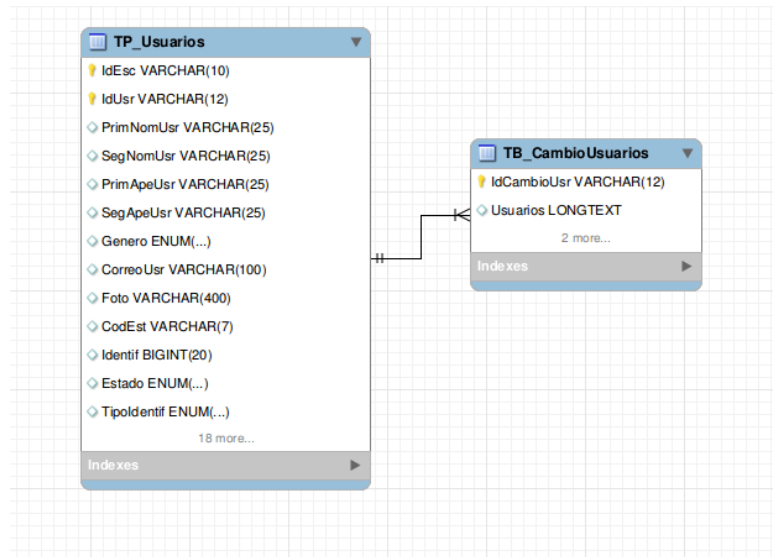 TP_Usuarios
IdEsc VARCHAR(10)
IdUsr VARCHAR(12)
PrimNomUsr VARCHAR(25)
SegNomUsr VARCHAR(25)
PrimApeUsr VARCHAR(25)
SegApeUsr VARCHAR(25)
Genero ENUM(...)
CorreoUsr VARCHAR(100)
Foto VARCHAR(400)
CodEst VARCHAR(7)
Identif BIGINT(20)
Estado ENUM(...)
TipoIdentif ENUM(...)
18 more...
Indexes
TB_CambioUsuarios
IdCambioUsr VARCHAR(12)
Usuarios LONGTEXT
2 more...
Indexes